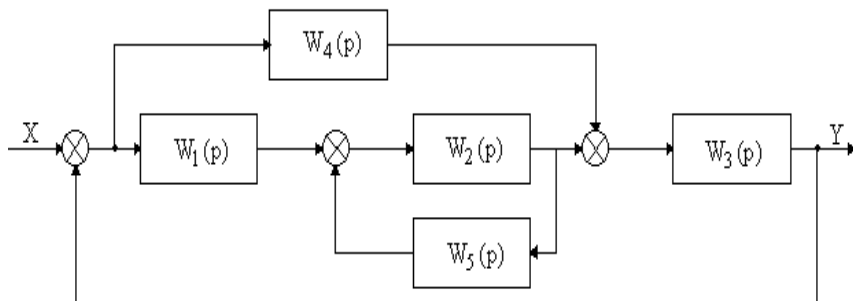 W₄(p)
X
W₁(p)
W₂(p)
W₃(p)
Y
W₅(p)